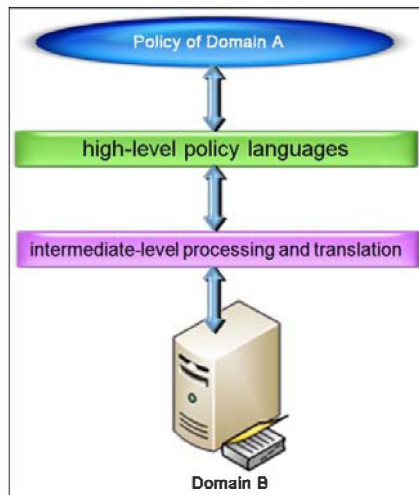 Policy of Domain A
high-level policy languages
intermediate-level processing and translation
Domain B